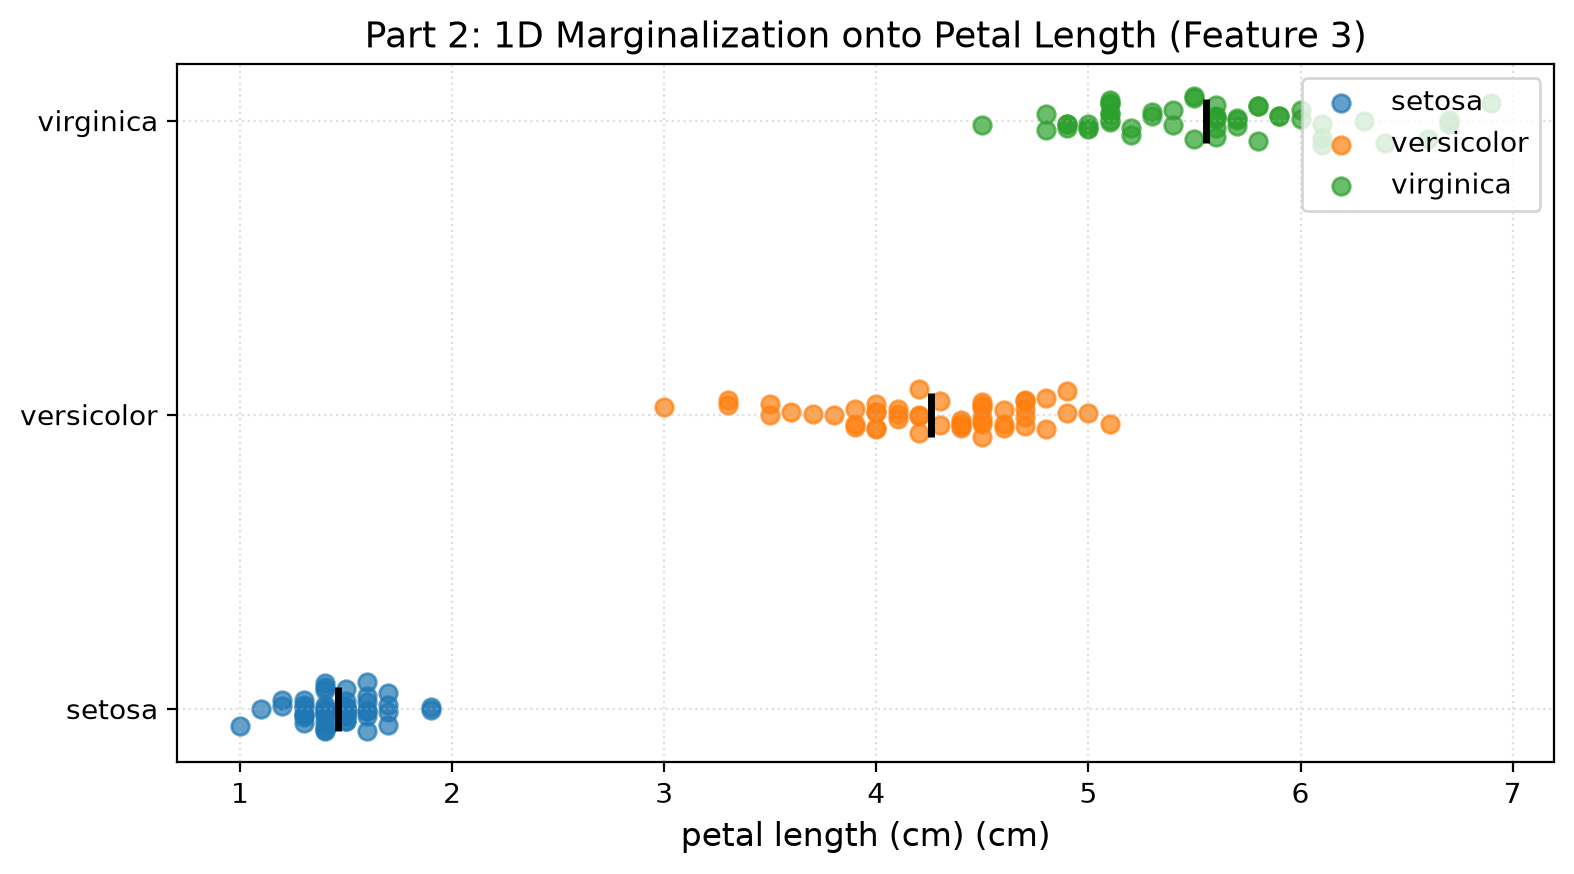 Part 2: 1D Marginalization onto Petal Length (Feature 3)
virginica
versicolor
setosa
setosa
versicolor
virginica
1 2 3 4 5 6 7
petal length (cm) (cm)